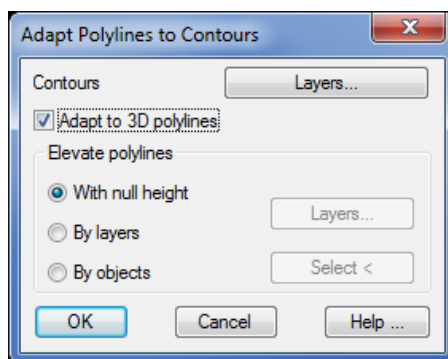 Adapt Polylines to Contours
Contours Layers...
Adapt to 3D polylines
Elevate polylines
With null height
Layers...
By layers
By objects Select <
OK Cancel Help ...